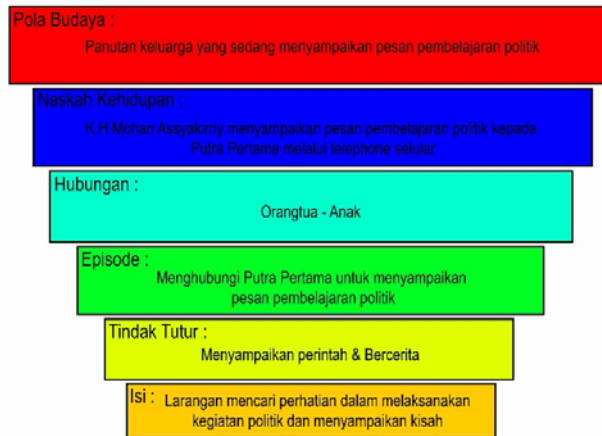 Pola Budaya :
Panutan keluarga yang sedang menyampaikan pesan pembelajaran politik
Naskah Kehidupan :
K.H Mohan Assyakirniy menyampaikan pesan pembelajaran politik kepada
Putra Pertama melalui telephone selular
Hubungan :
Orangtua - Anak
Episode :
Menghubungi Putra Pertama untuk menyampaikan
pesan pembelajaran politik
Tindak Tutur :
Menyampaikan perintah & Bercerita
Isi : Larangan mencari perhatian dalam melaksanakan
kegiatan politik dan menyampaikan kisah